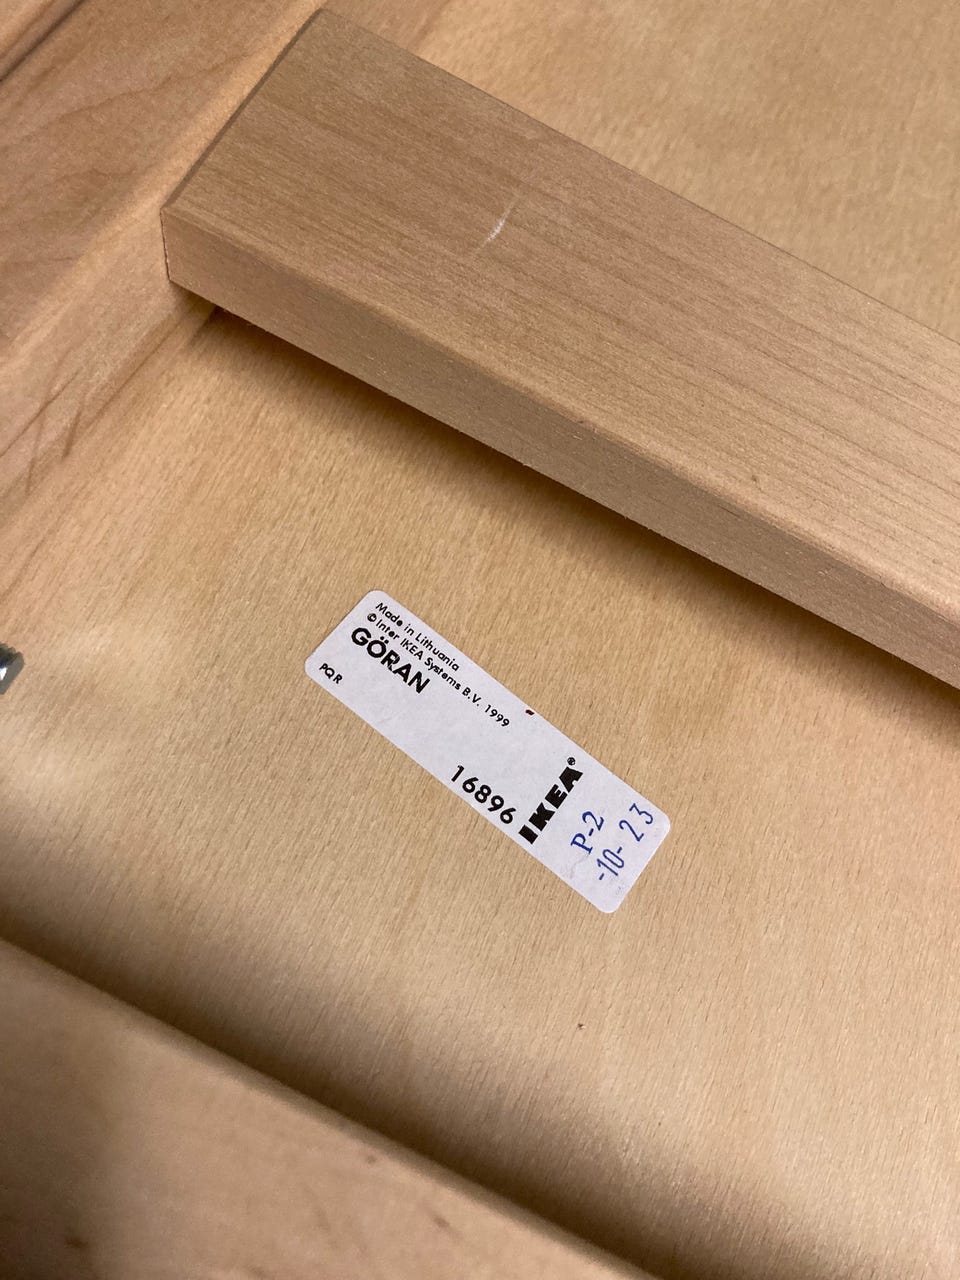 Made in Lithuania
©Inter IKEA Systems B.V. 1999
GÖRAN
PQR
16896
IKEA®
P-2
-10- 23